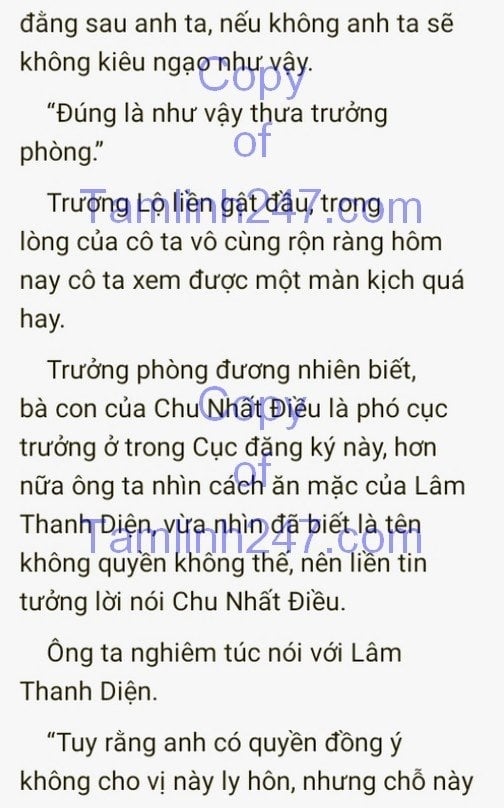 đằng sau anh ta, nếu không anh ta sẽ
không kiêu ngạo như vậy.
Copy
“Đúng là như vậy thưa trưởng
of
phòng.”
Trương Lộ liền gật đầu, trong
Tamlinh247.com
lòng của cô ta vô cùng rộn ràng hôm
nay cô ta xem được một màn kịch quá
hay.
Trưởng phòng đương nhiên biết,
Copy
bà con của Chu Nhất Điều là phó cục
trưởng ở trong Cục đăng ký này, hơn
of
nữa ông ta nhìn cách ăn mặc của Lâm
Thanh Diện, vừa nhìn đã biết là tên
Tamlinh247.com
không quyền không thế, nên liền tin
tưởng lời nói Chu Nhất Điều.
Ông ta nghiêm túc nói với Lâm
Thanh Diện.
“Tuy rằng anh có quyền đồng ý
không cho vị này ly hôn, nhưng chỗ này